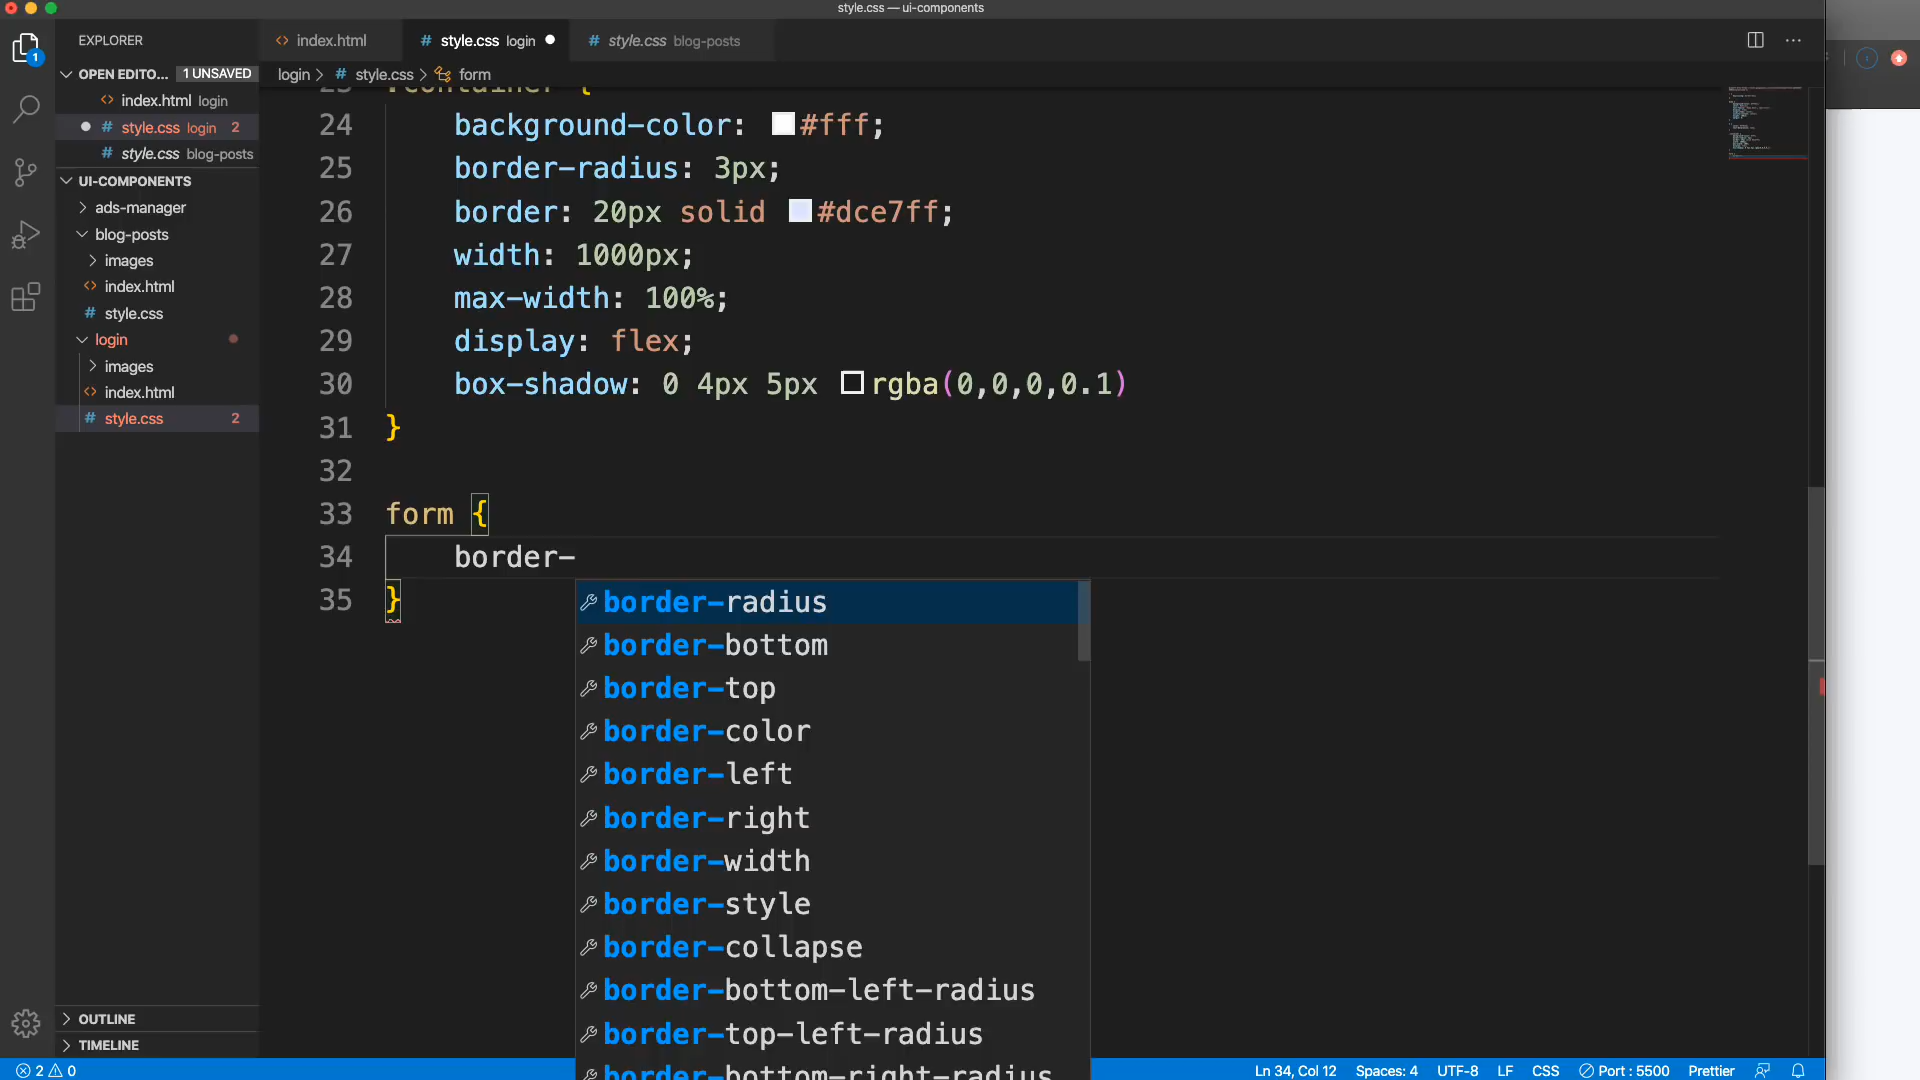 style.css — ui-components
EXPLORER
OPEN EDITO... 1 UNSAVED
index.html login
style.css login 2
style.css blog-posts
UI-COMPONENTS
ads-manager
blog-posts
images
index.html
style.css
login
images
index.html
style.css 2
OUTLINE
TIMELINE
index.html
style.css login
style.css blog-posts
login > # style.css > form
23 .container {
24 background-color: #fff;
25 border-radius: 3px;
26 border: 20px solid #dce7ff;
27 width: 1000px;
28 max-width: 100%;
29 display: flex;
30 box-shadow: 0 4px 5px rgba(0,0,0,0.1)
31 }
32
33 form {
34 border-
35 }
border-radius
border-bottom
border-top
border-color
border-left
border-right
border-width
border-style
border-collapse
border-bottom-left-radius
border-top-left-radius
border-bottom-right-radius
2 0
Ln 34, Col 12 Spaces: 4 UTF-8 LF CSS Port : 5500 Prettier